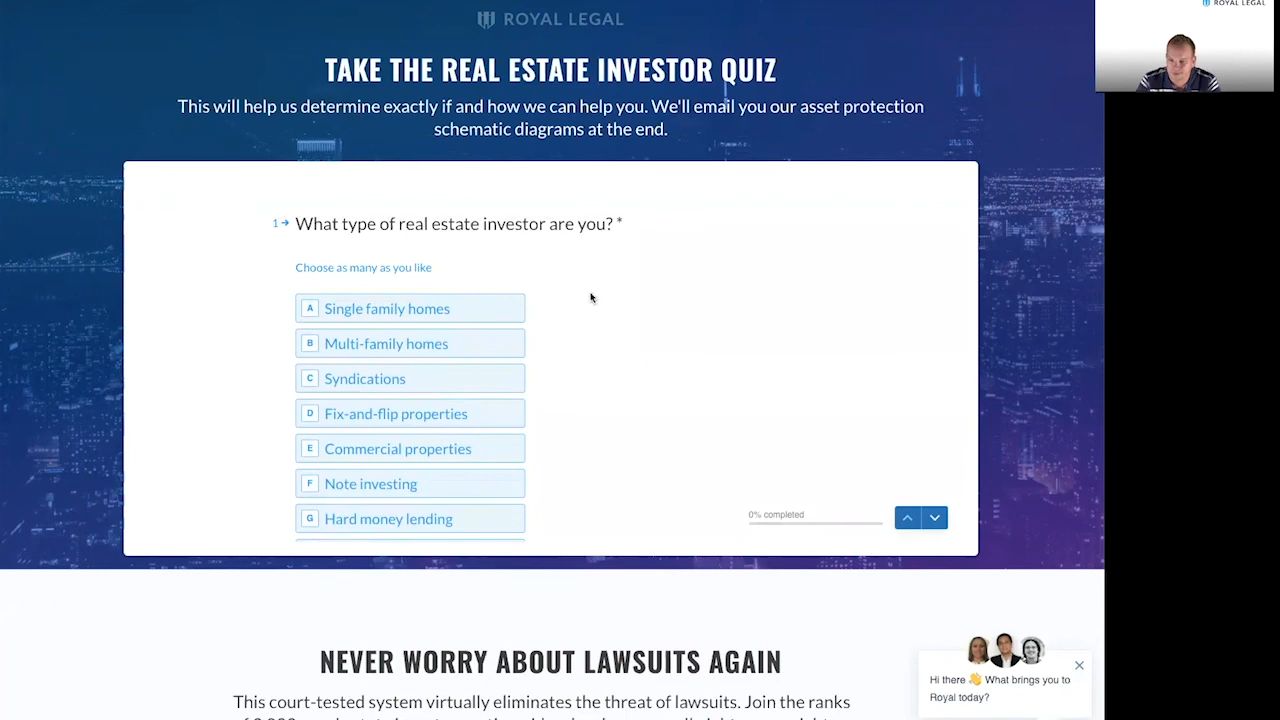 ROYAL LEGAL
ROYAL LEGAL
TAKE THE REAL ESTATE INVESTOR QUIZ
This will help us determine exactly if and how we can help you. We'll email you our asset protection
schematic diagrams at the end.
1 → What type of real estate investor are you? *
Choose as many as you like
A Single family homes
B Multi-family homes
C Syndications
D Fix-and-flip properties
E Commercial properties
F Note investing
G Hard money lending
0% completed
NEVER WORRY ABOUT LAWSUITS AGAIN
This court-tested system virtually eliminates the threat of lawsuits. Join the ranks
Hi there 👋 What brings you to
Royal today?